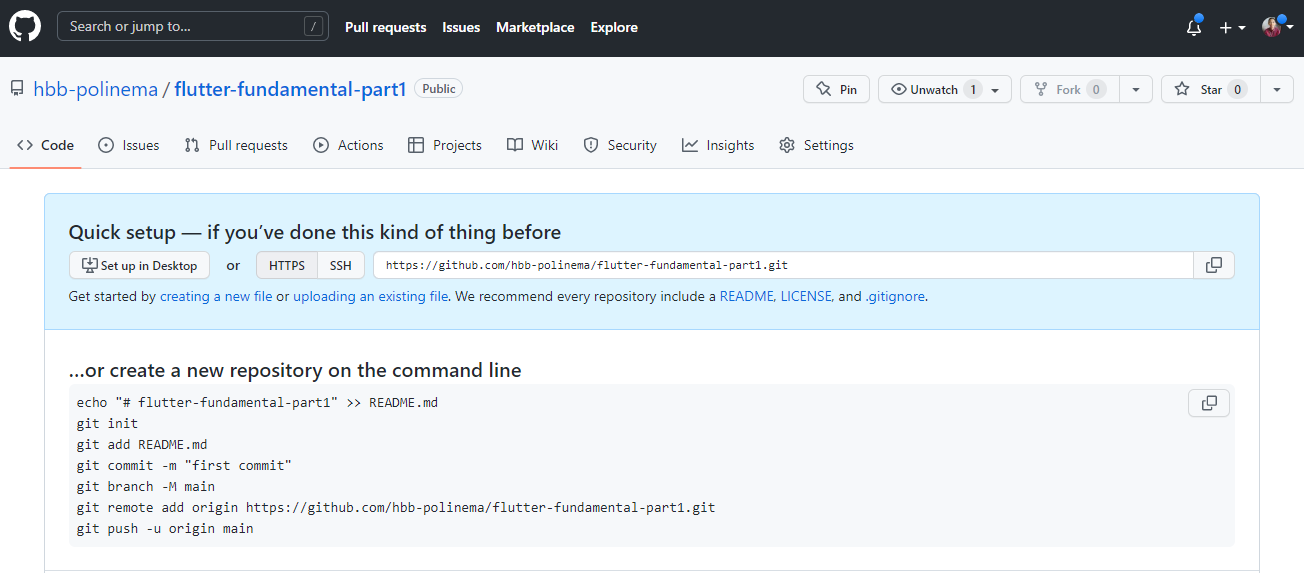 Search or jump to... /
Pull requests Issues Marketplace Explore
hbb-polinema / flutter-fundamental-part1 Public
Pin Unwatch 1 Fork 0 Star 0
Code Issues Pull requests Actions Projects Wiki Security Insights Settings
Quick setup — if you’ve done this kind of thing before
Set up in Desktop or HTTPS SSH https://github.com/hbb-polinema/flutter-fundamental-part1.git
Get started by creating a new file or uploading an existing file. We recommend every repository include a README, LICENSE, and .gitignore.
…or create a new repository on the command line
echo "# flutter-fundamental-part1" >> README.md
git init
git add README.md
git commit -m "first commit"
git branch -M main
git remote add origin https://github.com/hbb-polinema/flutter-fundamental-part1.git
git push -u origin main